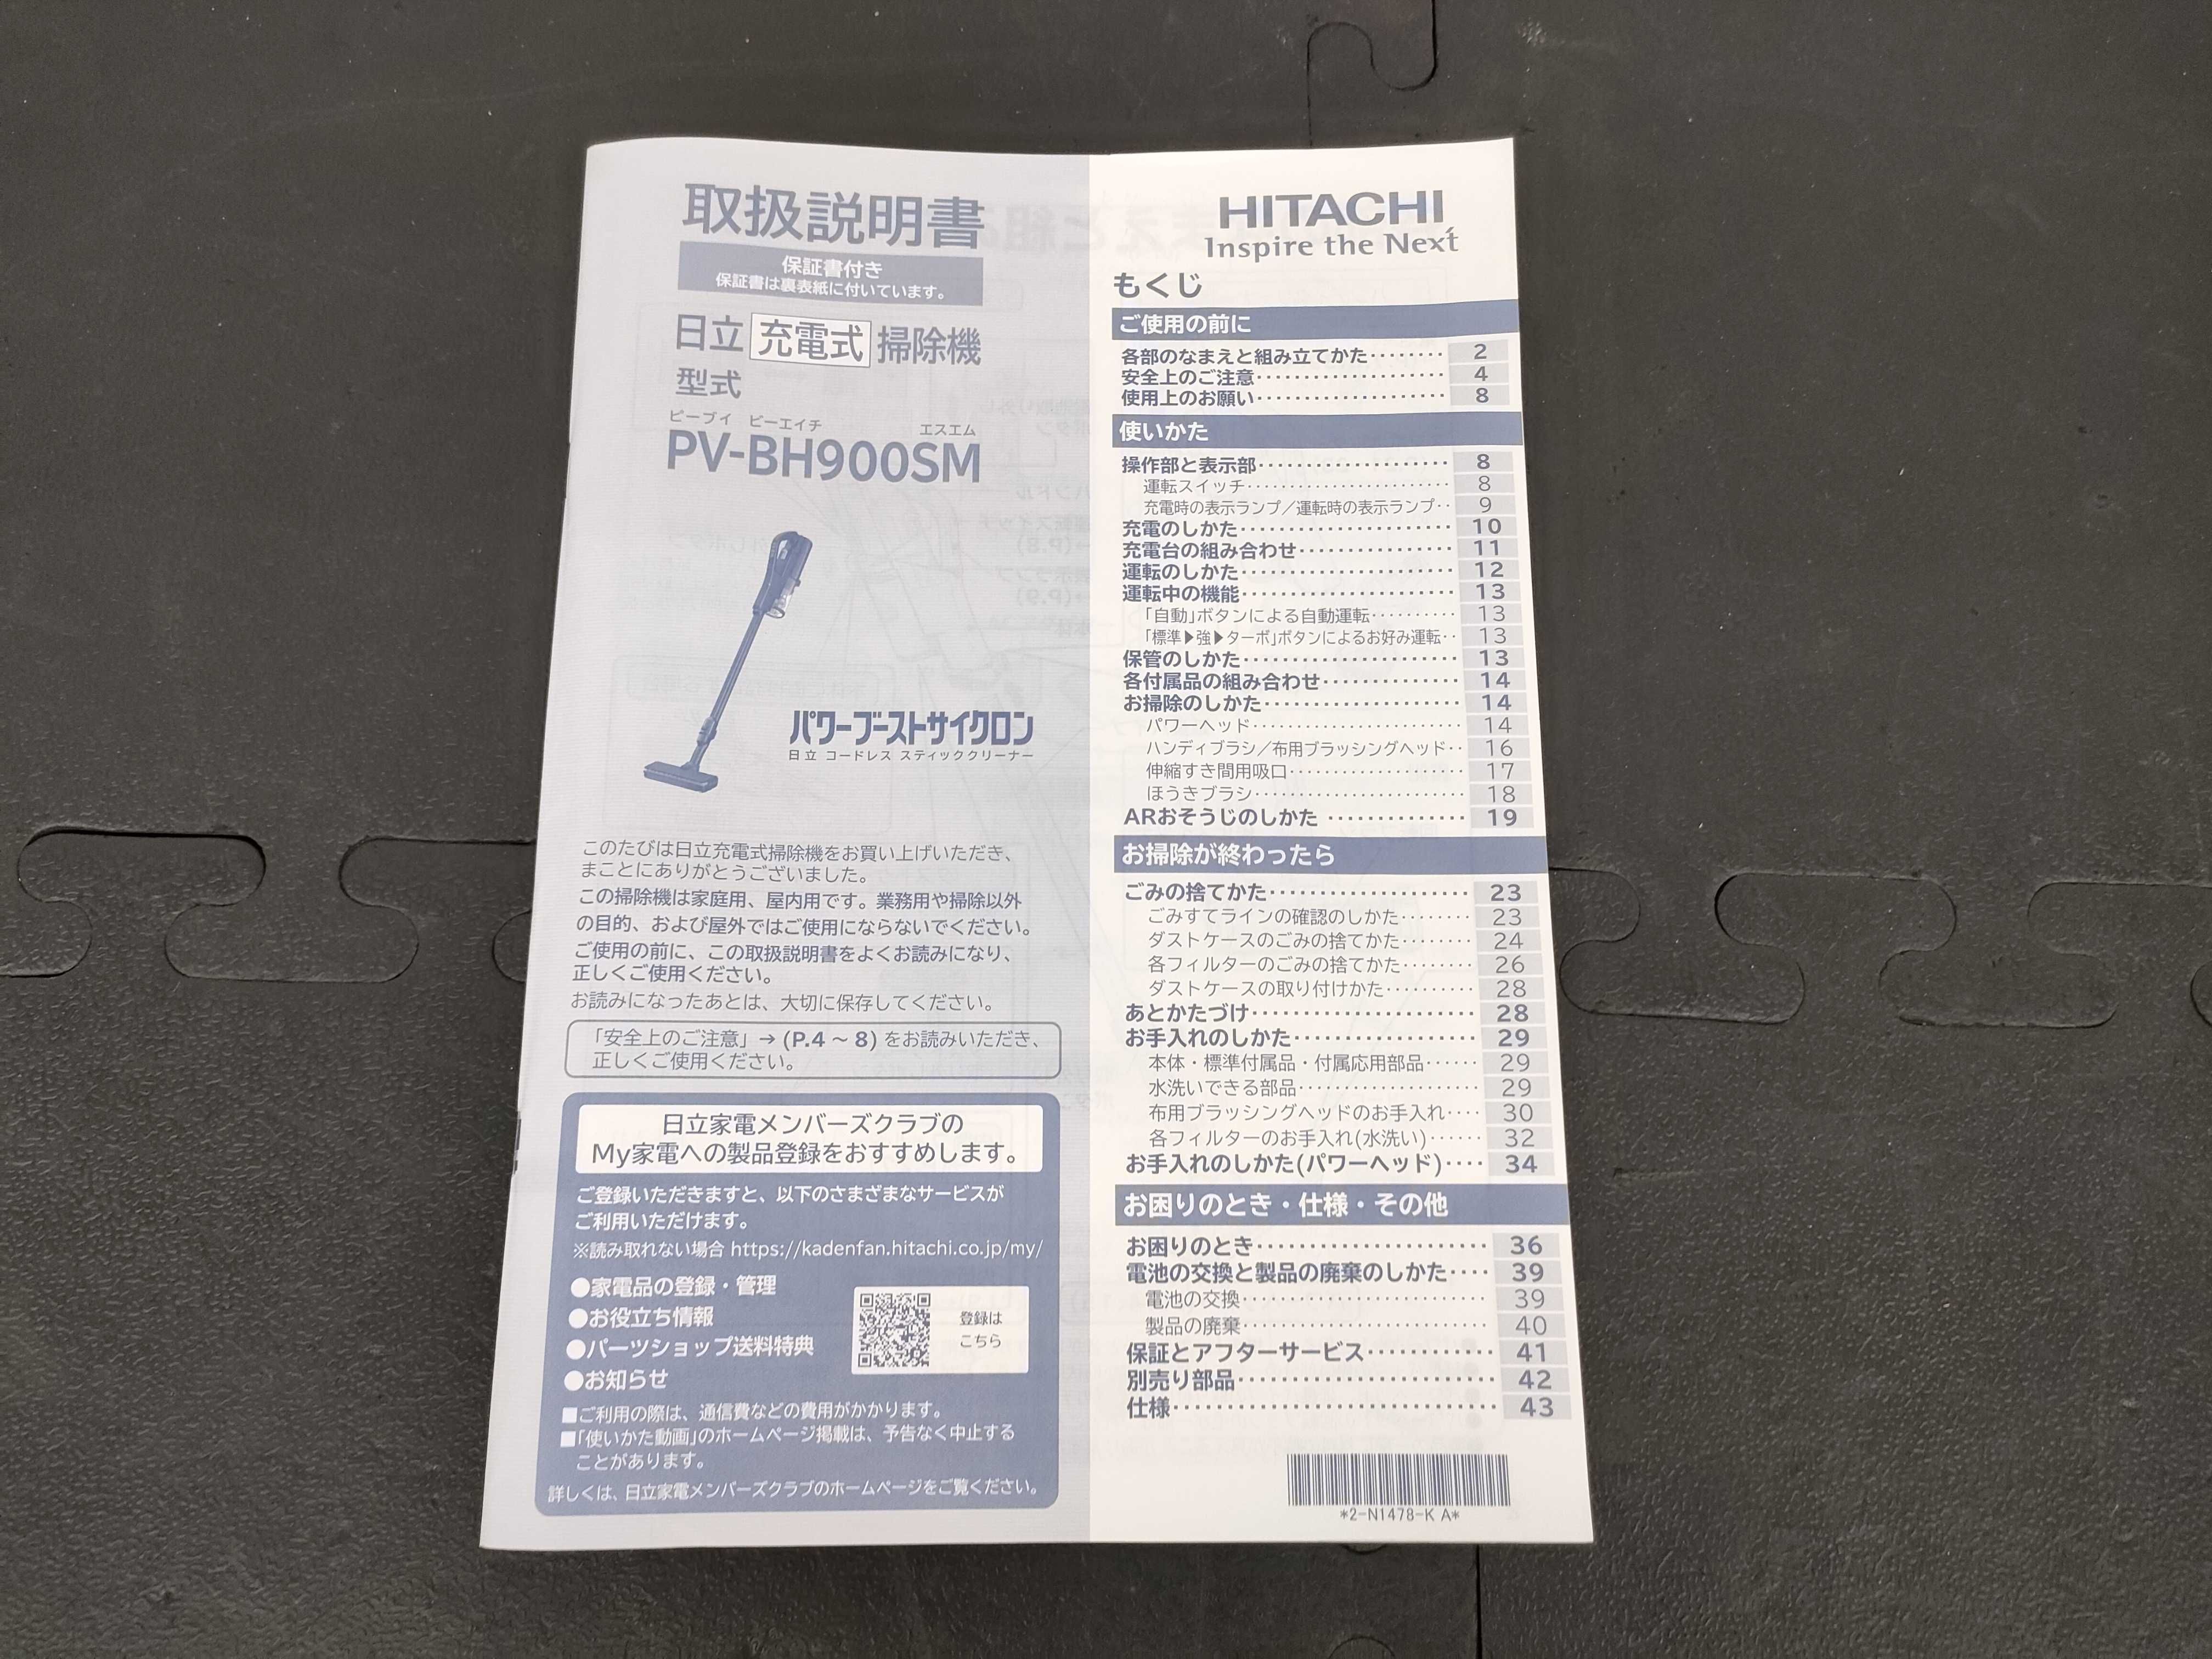 取扱説明書
保証書付き
保証書は裏表紙に付いています。
日立 充電式 掃除機
型式
ピーブイ ビーエイチ エスエム
PV-BH900SM
パワーブーストサイクロン
日立 コードレス スティッククリーナー
このたびは日立充電式掃除機をお買い上げいただき、
まことにありがとうございました。
この掃除機は家庭用、屋内用です。業務用や掃除以外
の目的、および屋外ではご使用にならないでください。
ご使用の前に、この取扱説明書をよくお読みになり、
正しくご使用ください。
お読みになったあとは、大切に保存してください。
「安全上のご注意」→ (P.4 ～ 8) をお読みいただき、
正しくご使用ください。
日立家電メンバーズクラブの
My家電への製品登録をおすすめします。
ご登録いただきますと、以下のさまざまなサービスが
ご利用いただけます。
※読み取れない場合 https://kadenfan.hitachi.co.jp/my/
●家電品の登録・管理
●お役立ち情報
●パーツショップ送料特典
●お知らせ
登録は
こちら
■ご利用の際は、通信費などの費用がかかります。
■「使いかた動画」のホームページ掲載は、予告なく中止する
ことがあります。
詳しくは、日立家電メンバーズクラブのホームページをご覧ください。
HITACHI
Inspire the Next
もくじ
ご使用の前に
各部のなまえと組み立てかた········ 2
安全上のご注意···················· 4
使用上のお願い···················· 8
使いかた
操作部と表示部···················· 8
運転スイッチ························ 8
充電時の表示ランプ／運転時の表示ランプ·· 9
充電のしかた······················ 10
充電台の組み合わせ················ 11
運転のしかた······················ 12
運転中の機能······················ 13
「自動」ボタンによる自動運転·········· 13
「標準▶強▶ターボ」ボタンによるお好み運転·· 13
保管のしかた······················ 13
各付属品の組み合わせ·············· 14
お掃除のしかた···················· 14
パワーヘッド························ 14
ハンディブラシ／布用ブラッシングヘッド·· 16
伸縮すき間用吸口···················· 17
ほうきブラシ························ 18
ARおそうじのしかた ·············· 19
お掃除が終わったら
ごみの捨てかた···················· 23
ごみすてラインの確認のしかた········ 23
ダストケースのごみの捨てかた········ 24
各フィルターのごみの捨てかた········ 26
ダストケースの取り付けかた·········· 28
あとかたづけ······················ 28
お手入れのしかた·················· 29
本体・標準付属品・付属応用部品······ 29
水洗いできる部品···················· 29
布用ブラッシングヘッドのお手入れ···· 30
各フィルターのお手入れ(水洗い)······ 32
お手入れのしかた(パワーヘッド)···· 34
お困りのとき・仕様・その他
お困りのとき······················ 36
電池の交換と製品の廃棄のしかた···· 39
電池の交換·························· 39
製品の廃棄·························· 40
保証とアフターサービス············ 41
別売り部品························ 42
仕様······························ 43
*2-N1478-K A*